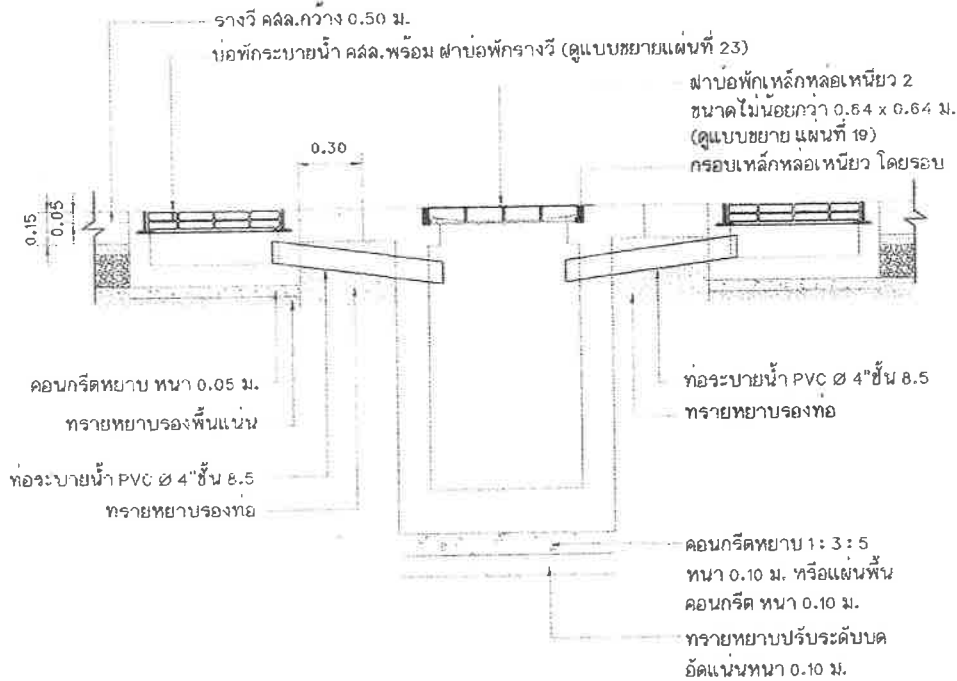 รางวี คสล.กว้าง 0.50 ม.
บ่อพักระบายน้ำ คสล.พร้อม ฝาบ่อพักรางวี (ดูแบบขยายแผ่นที่ 23)
ฝาบ่อพักเหล็กหล่อเหนียว 2
ขนาดไม่น้อยกว่า 0.64 x 0.64 ม.
(ดูแบบขยาย แผ่นที่ 19)
กรอบเหล็กหล่อเหนียว โดยรอบ
0.30
0.15
0.05
คอนกรีตหยาบ หนา 0.05 ม.
ทรายหยาบรองพื้นแน่น
ท่อระบายน้ำ PVC Ø 4"ชั้น 8.5
ทรายหยาบรองท่อ
ท่อระบายน้ำ PVC Ø 4"ชั้น 8.5
ทรายหยาบรองท่อ
คอนกรีตหยาบ 1 : 3 : 5
หนา 0.10 ม. หรือแผ่นพื้น
คอนกรีต หนา 0.10 ม.
ทรายหยาบปรับระดับบด
อัดแน่นหนา 0.10 ม.